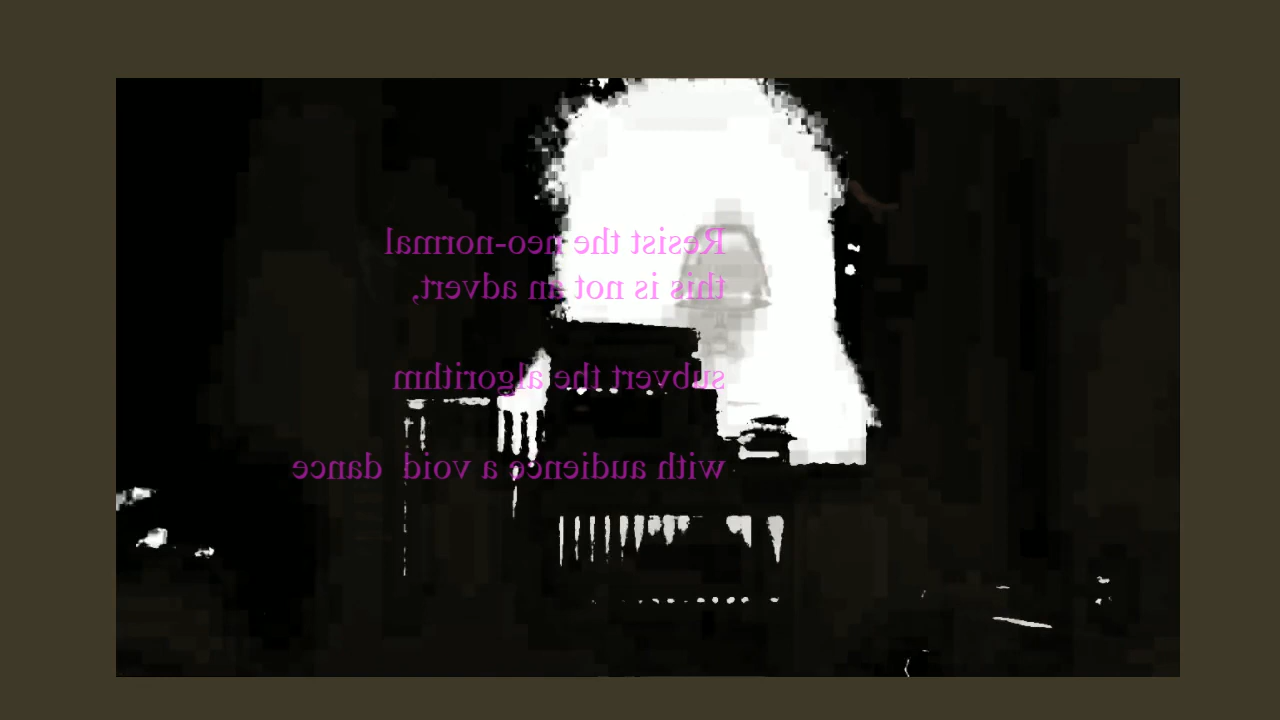 Resist the neo-normal
this is not an advert,
subvert the algorithm
with audience a void dance